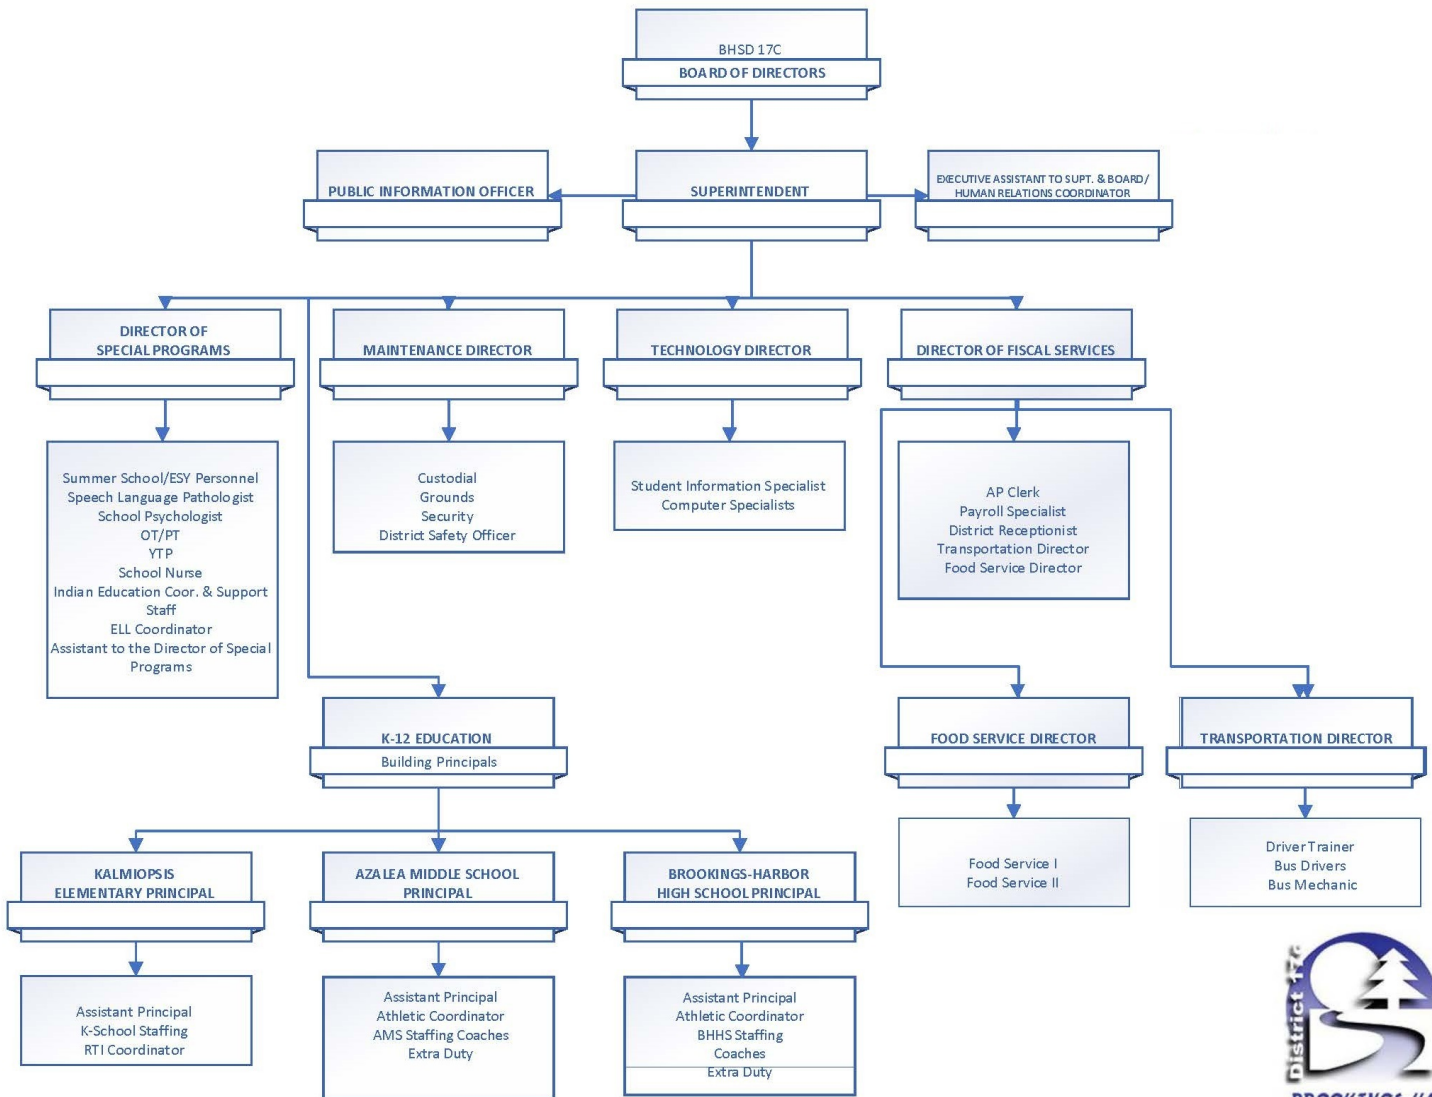 BHSD 17C
BOARD OF DIRECTORS
PUBLIC INFORMATION OFFICER
SUPERINTENDENT
EXECUTIVE ASSISTANT TO SUPT. & BOARD/
HUMAN RELATIONS COORDINATOR
DIRECTOR OF
SPECIAL PROGRAMS
MAINTENANCE DIRECTOR
TECHNOLOGY DIRECTOR
DIRECTOR OF FISCAL SERVICES
Summer School/ESY Personnel
Speech Language Pathologist
School Psychologist
OT/PT
YTP
School Nurse
Indian Education Coor. & Support
Staff
ELL Coordinator
Assistant to the Director of Special
Programs
Custodial
Grounds
Security
District Safety Officer
Student Information Specialist
Computer Specialists
AP Clerk
Payroll Specialist
District Receptionist
Transportation Director
Food Service Director
K-12 EDUCATION
Building Principals
FOOD SERVICE DIRECTOR
TRANSPORTATION DIRECTOR
Food Service I
Food Service II
Driver Trainer
Bus Drivers
Bus Mechanic
KALMIOPSIS
ELEMENTARY PRINCIPAL
AZALEA MIDDLE SCHOOL
PRINCIPAL
BROOKINGS-HARBOR
HIGH SCHOOL PRINCIPAL
Assistant Principal
K-School Staffing
RTI Coordinator
Assistant Principal
Athletic Coordinator
AMS Staffing Coaches
Extra Duty
Assistant Principal
Athletic Coordinator
BHHS Staffing
Coaches
Extra Duty
District 17c